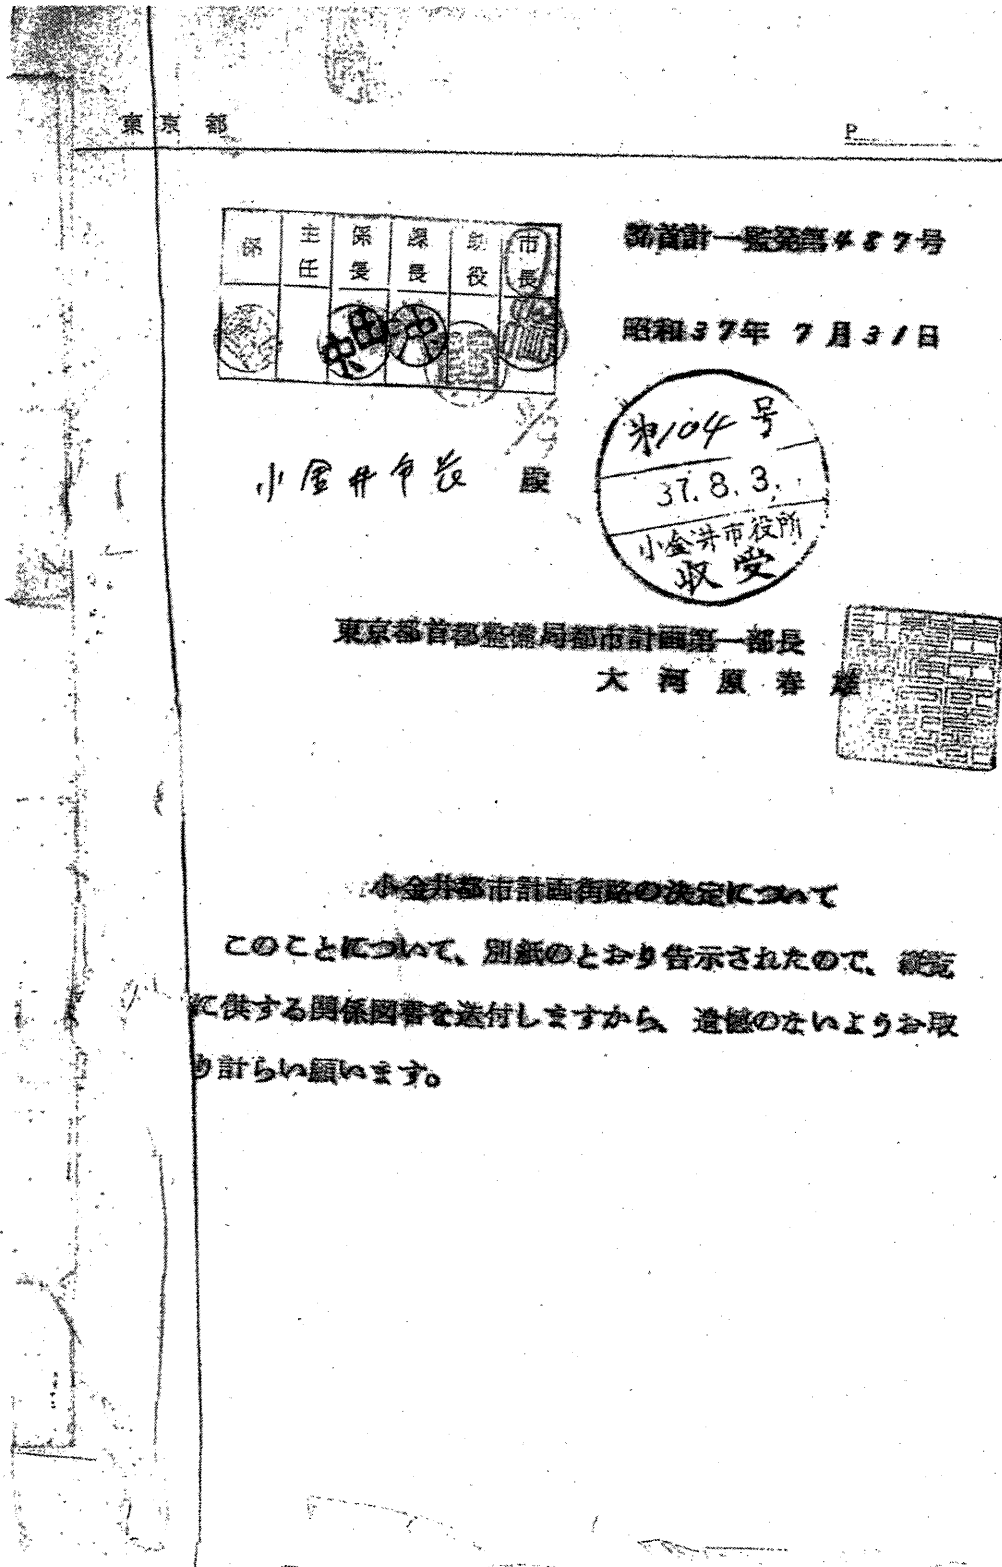 東京都
P
都首計一監発第487号
昭和37年7月31日
係 主任 係長 課長 助役 市長
田中
中
小金井市長 殿
第104号
37.8.3.
小金井市役所
収受
東京都首都整備局都市計画第一部長
大河原春雄
小金井都市計画街路の決定について
このことについて、別紙のとおり告示されたので、縦覧
に供する関係図書を送付しますから、遺憾のないようお取
り計らい願います。